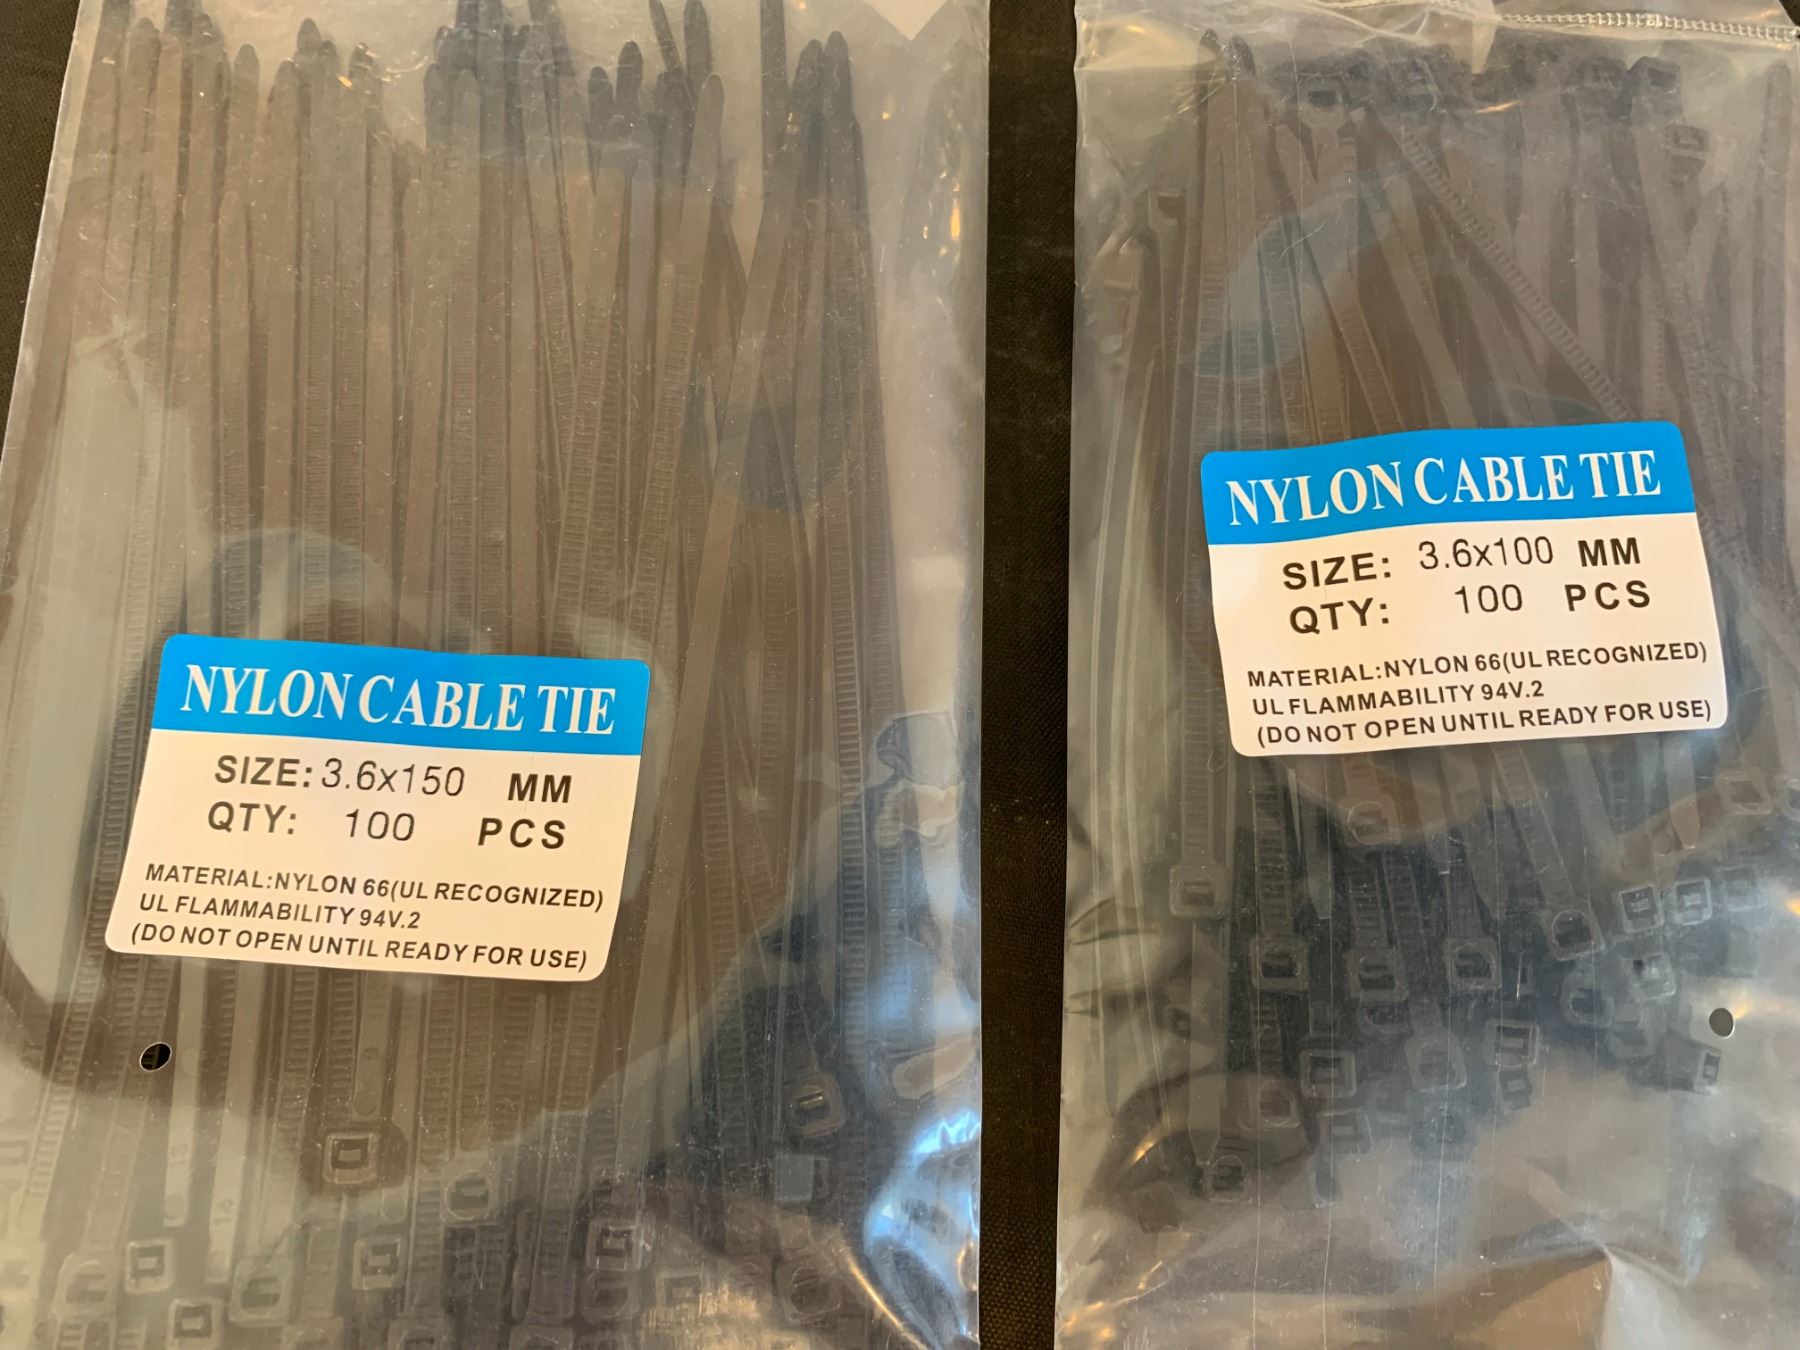 NYLON CABLE TIE
SIZE: 3.6x150 MM
QTY: 100 PCS
MATERIAL:NYLON 66(UL RECOGNIZED)
UL FLAMMABILITY 94V.2
(DO NOT OPEN UNTIL READY FOR USE)
NYLON CABLE TIE
SIZE: 3.6x100 MM
QTY: 100 PCS
MATERIAL:NYLON 66(UL RECOGNIZED)
UL FLAMMABILITY 94V.2
(DO NOT OPEN UNTIL READY FOR USE)